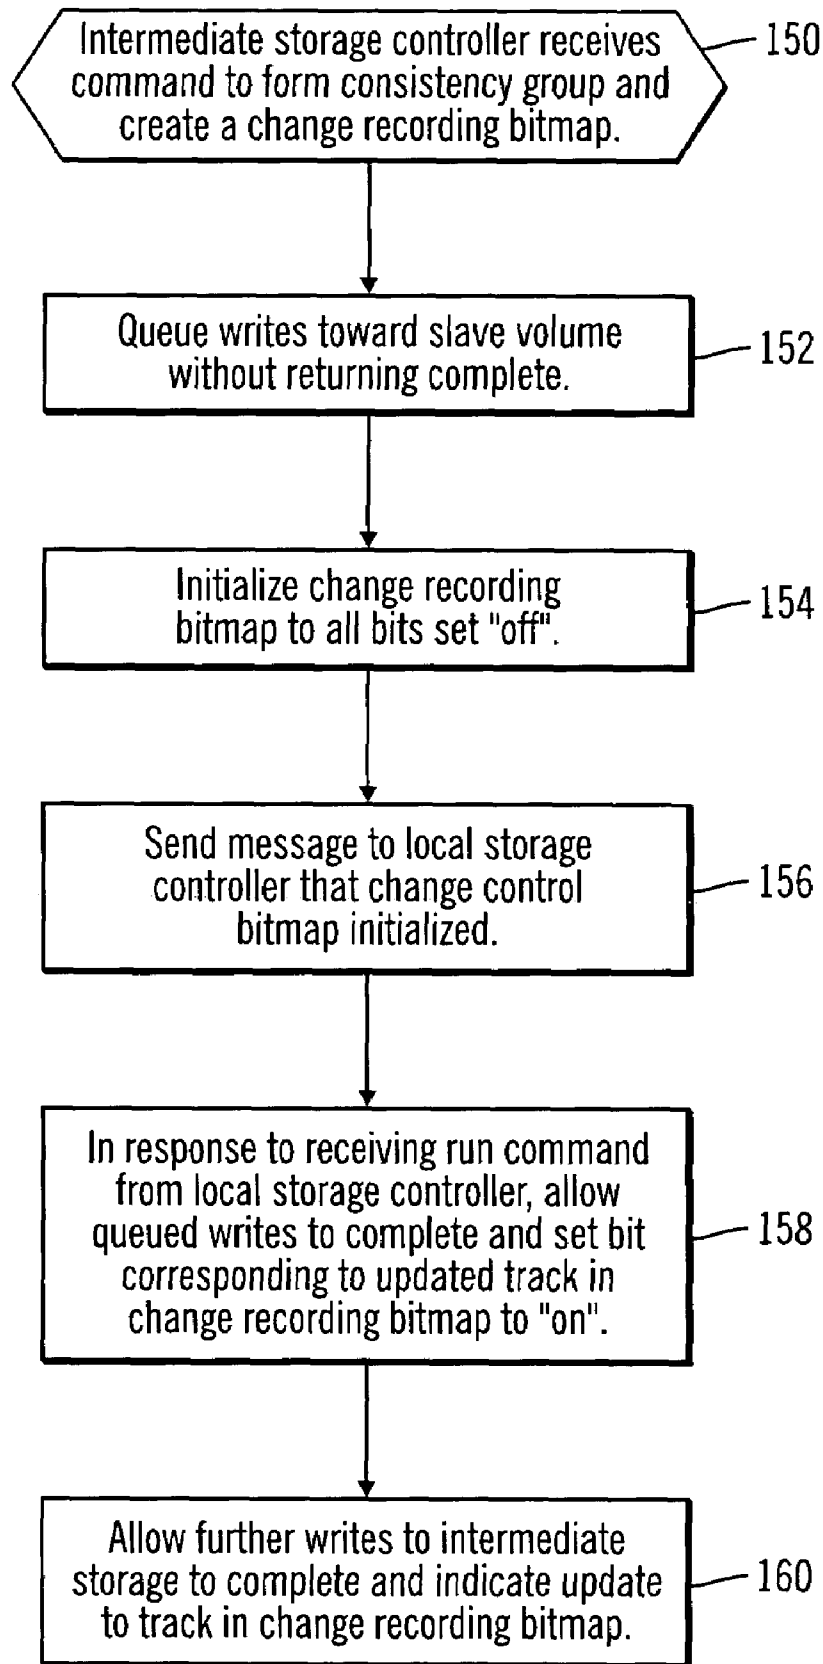 Intermediate storage controller receives
command to form consistency group and
create a change recording bitmap.
150
Queue writes toward slave volume
without returning complete.
152
Initialize change recording
bitmap to all bits set "off".
154
Send message to local storage
controller that change control
bitmap initialized.
156
In response to receiving run command
from local storage controller, allow
queued writes to complete and set bit
corresponding to updated track in
change recording bitmap to "on".
158
Allow further writes to intermediate
storage to complete and indicate update
to track in change recording bitmap.
160